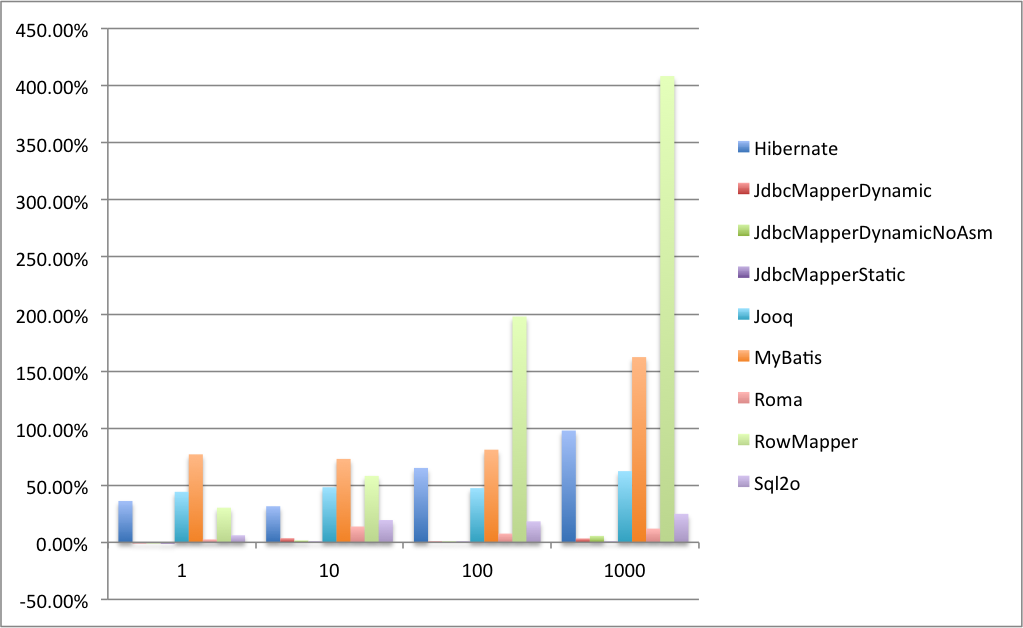 450.00%
400.00%
350.00%
300.00%
250.00%
200.00%
150.00%
100.00%
50.00%
0.00%
-50.00%
1 10 100 1000
Hibernate
JdbcMapperDynamic
JdbcMapperDynamicNoAsm
JdbcMapperStatic
Jooq
MyBatis
Roma
RowMapper
Sql2o